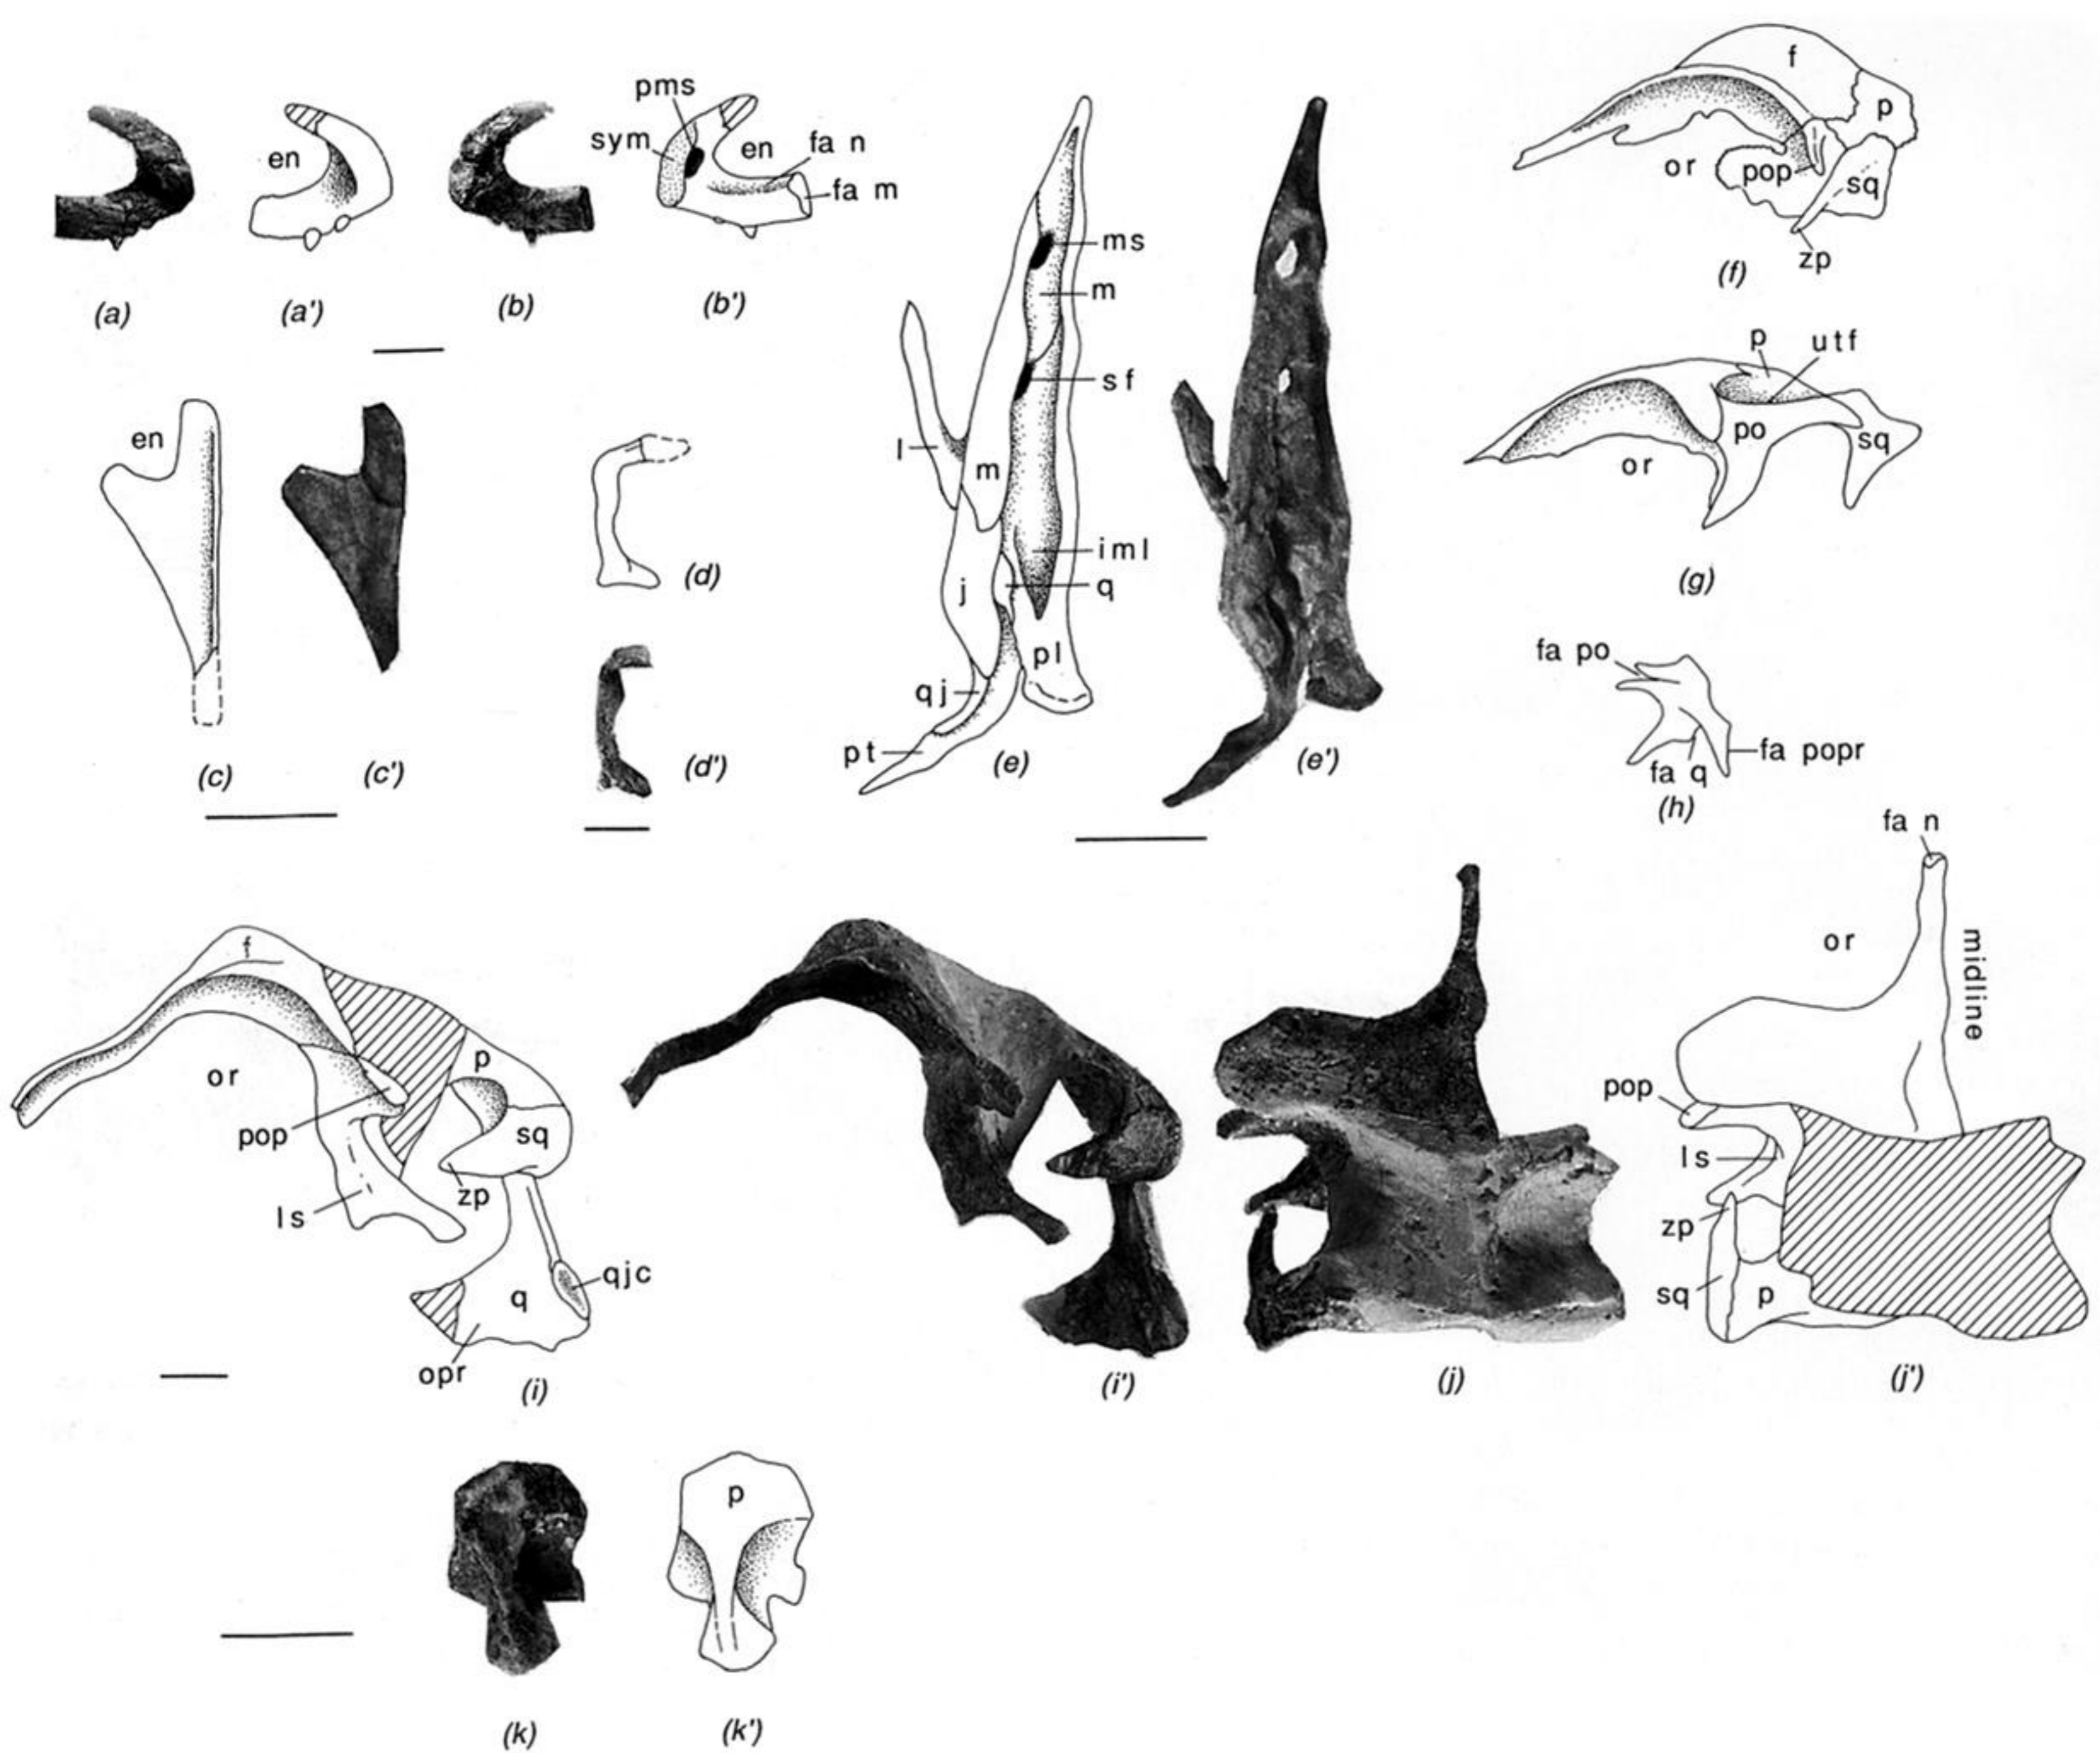 pms
sym
en
en
fa n
fa m
(a)
(a')
(b)
(b')
ms
m
sf
l
m
iml
j
q
pl
qj
pt
(e)
(e')
f
p
or
pop
sq
zp
(f)
en
(c)
(c')
(d)
(d')
p
utf
or
po
sq
(g)
fa po
fa popr
fa q
(h)
f
or
p
pop
sq
zp
ls
qjc
q
opr
(i)
(i')
(j)
fa n
or
midline
pop
ls
zp
sq
p
(j')
p
(k)
(k')